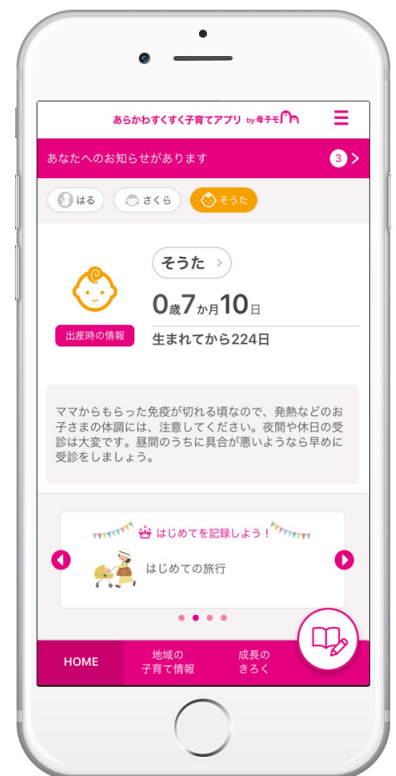 あらかわすくすく子育てアプリ by 母子モ
あなたへのお知らせがあります
3
はる
さくら
そうた
そうた
0歳7か月10日
出産時の情報
生まれてから224日
ママからもらった免疫が切れる頃なので、発熱などのお
子さまの体調には、注意してください。夜間や休日の受
診は大変です。昼間のうちに具合が悪いようなら早めに
受診をしましょう。
はじめてを記録しよう!
はじめての旅行
HOME
地域の
子育て情報
成長の
きろく